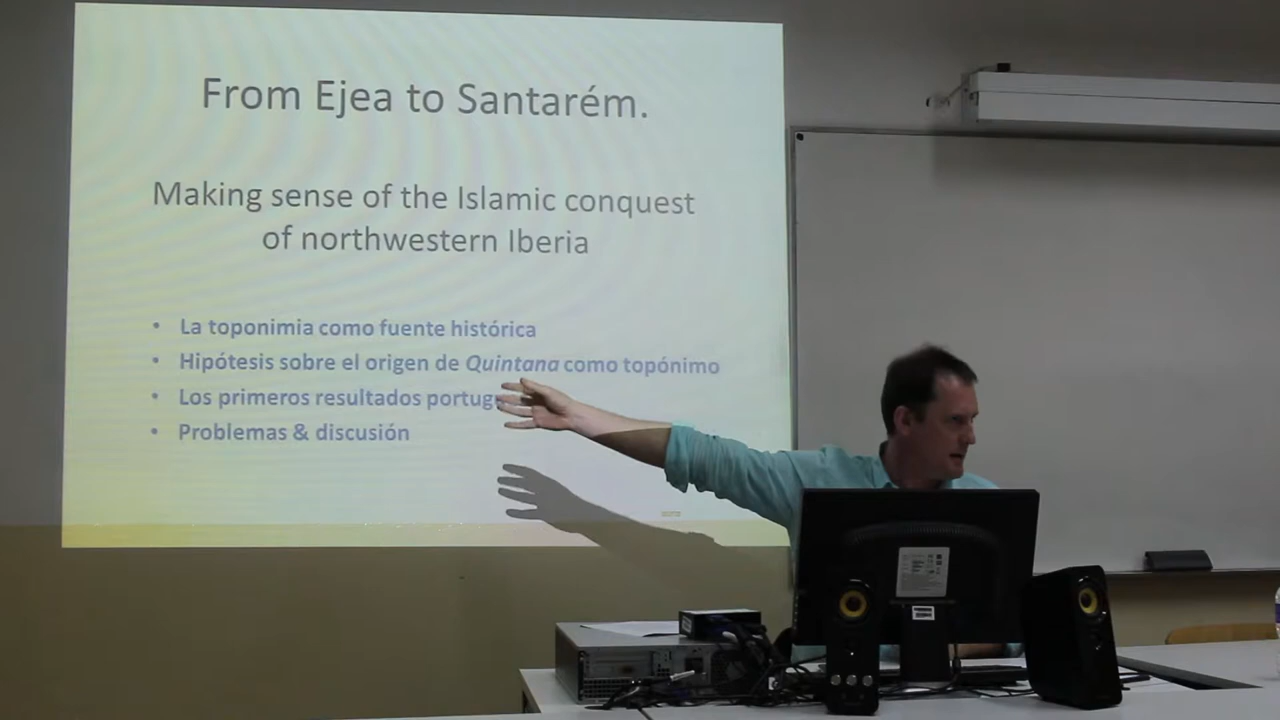 From Ejea to Santarém.
Making sense of the Islamic conquest
of northwestern Iberia
• La toponimia como fuente histórica
• Hipótesis sobre el origen de Quintana como topónimo
• Los primeros resultados
• Problemas & discusión